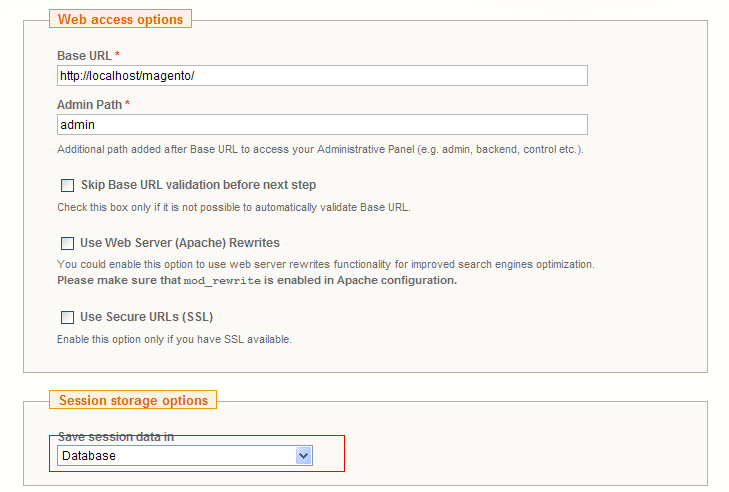 Web access options
Base URL *
http://localhost/magento/
Admin Path *
admin
Additional path added after Base URL to access your Administrative Panel (e.g. admin, backend, control etc.).
Skip Base URL validation before next step
Check this box only if it is not possible to automatically validate Base URL.
Use Web Server (Apache) Rewrites
You could enable this option to use web server rewrites functionality for improved search engines optimization.
Please make sure that mod_rewrite is enabled in Apache configuration.
Use Secure URLs (SSL)
Enable this option only if you have SSL available.
Session storage options
Save session data in
Database